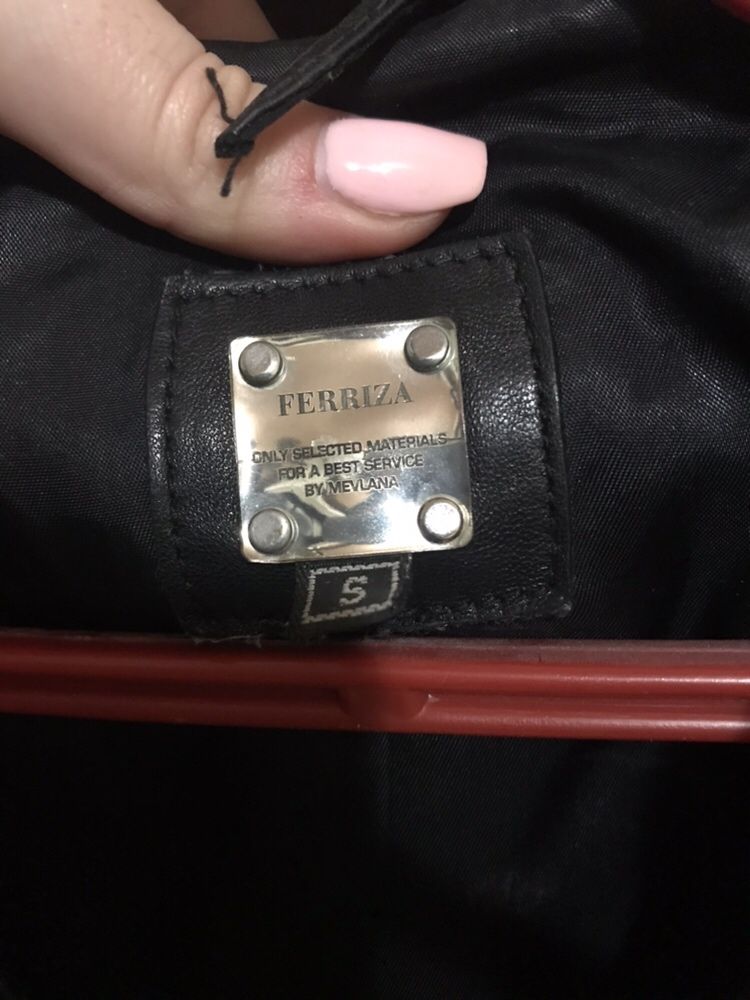 FERRIZA
ONLY SELECTED MATERIALS
FOR A BEST SERVICE
BY MEVLANA
S